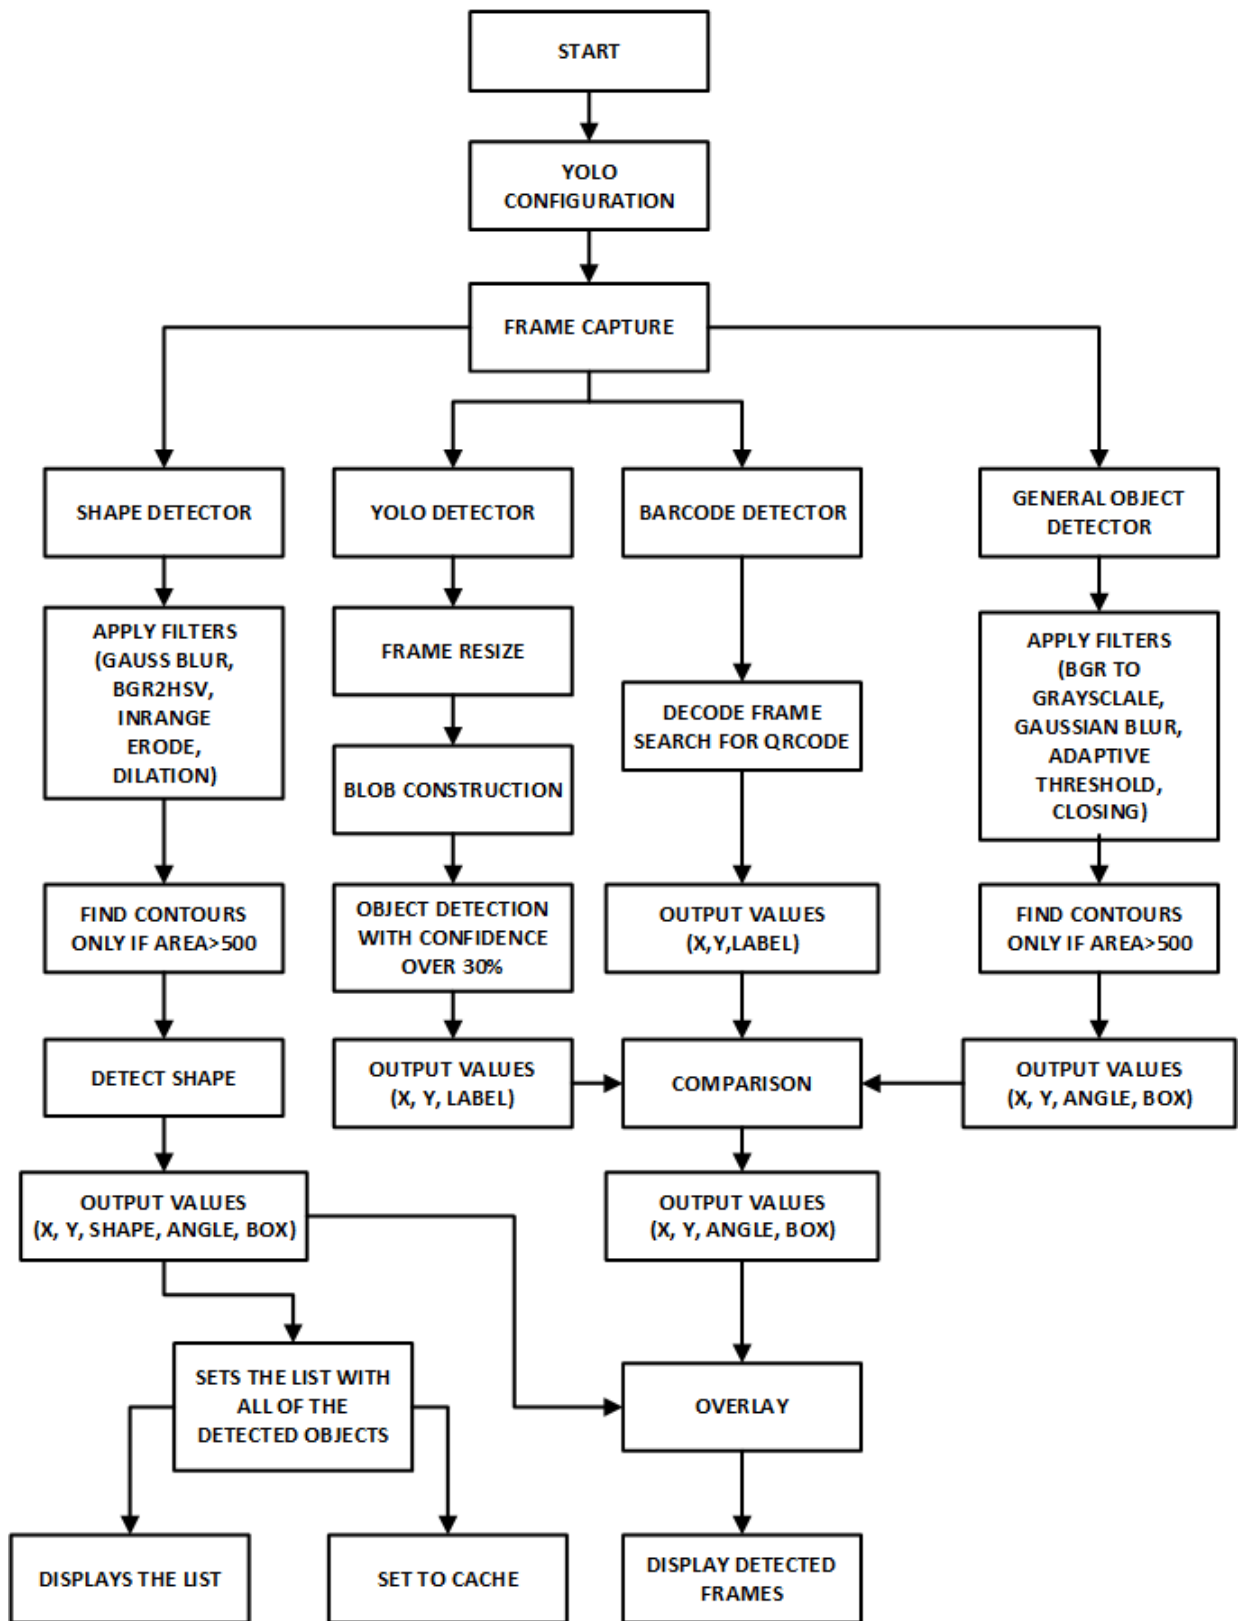 START
YOLO
CONFIGURATION
FRAME CAPTURE
SHAPE DETECTOR
YOLO DETECTOR
BARCODE DETECTOR
GENERAL OBJECT
DETECTOR
APPLY FILTERS
(GAUSS BLUR,
BGR2HSV,
INRANGE
ERODE,
DILATION)
FRAME RESIZE
BLOB CONSTRUCTION
DECODE FRAME
SEARCH FOR QRCODE
APPLY FILTERS
(BGR TO
GRAYSCLALE,
GAUSSIAN BLUR,
ADAPTIVE
THRESHOLD,
CLOSING)
FIND CONTOURS
ONLY IF AREA>500
OBJECT DETECTION
WITH CONFIDENCE
OVER 30%
OUTPUT VALUES
(X,Y,LABEL)
FIND CONTOURS
ONLY IF AREA>500
DETECT SHAPE
OUTPUT VALUES
(X, Y, LABEL)
COMPARISON
OUTPUT VALUES
(X, Y, ANGLE, BOX)
OUTPUT VALUES
(X, Y, SHAPE, ANGLE, BOX)
OUTPUT VALUES
(X, Y, ANGLE, BOX)
SETS THE LIST WITH
ALL OF THE
DETECTED OBJECTS
OVERLAY
DISPLAYS THE LIST
SET TO CACHE
DISPLAY DETECTED
FRAMES